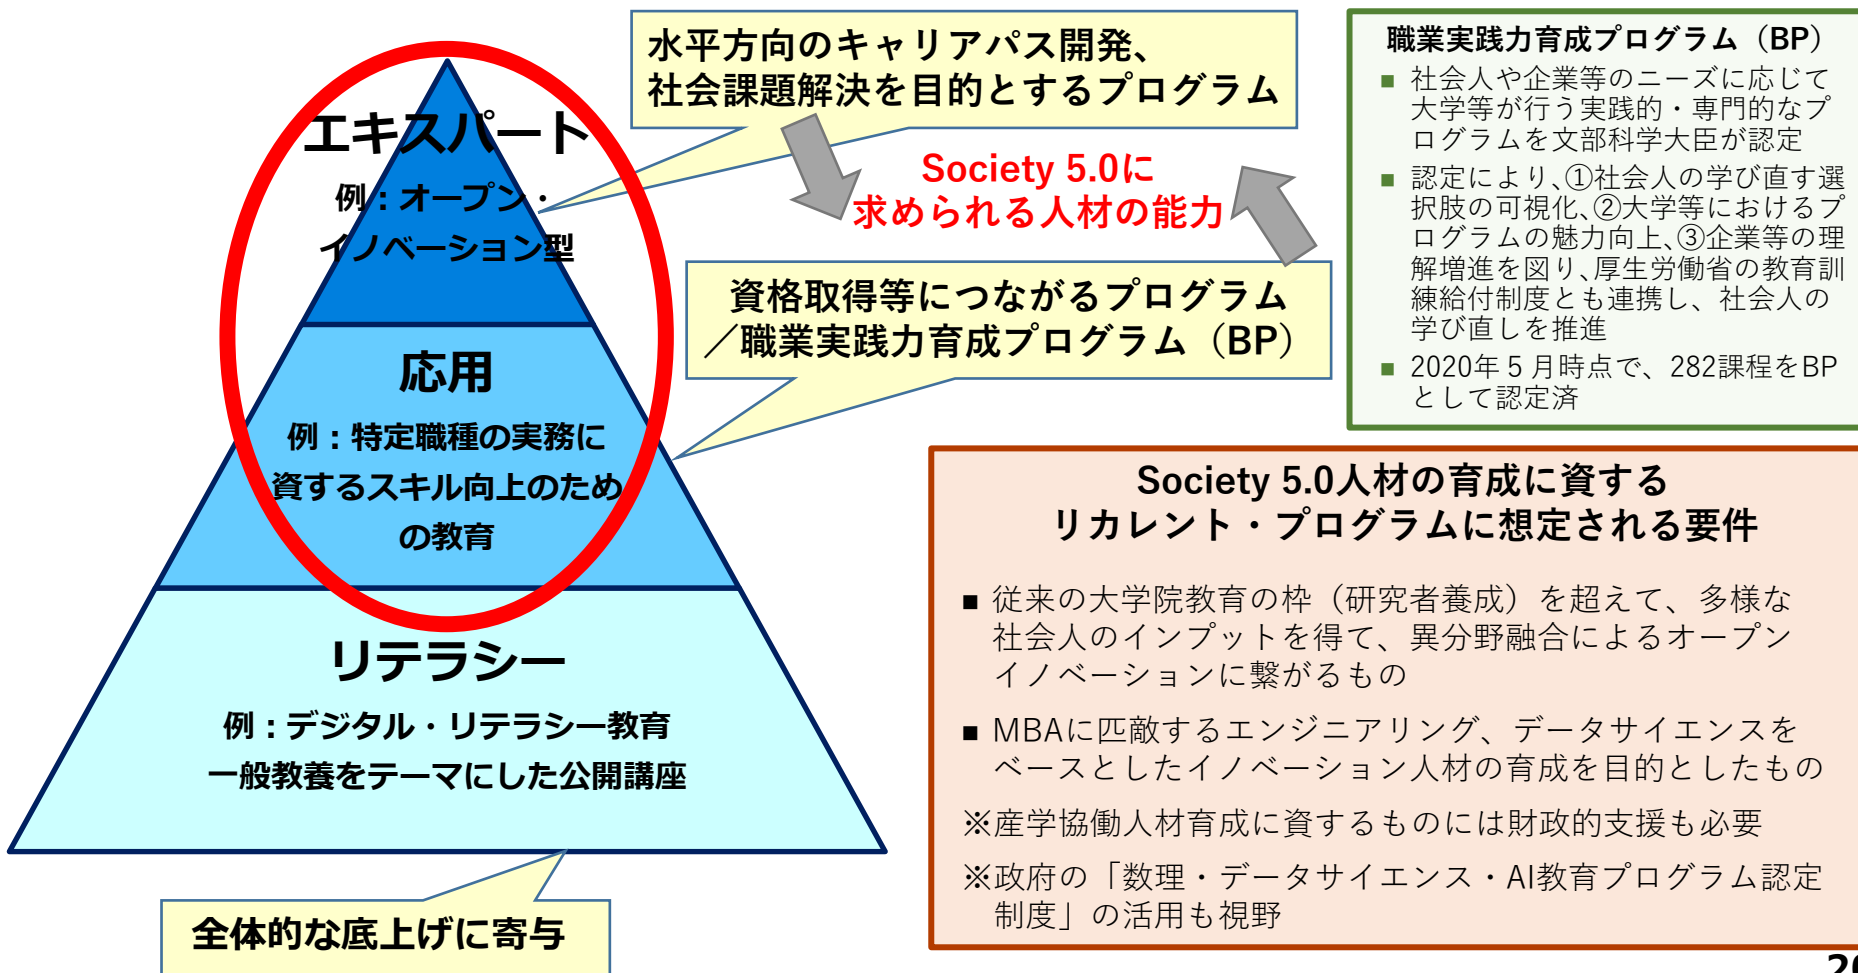 水平方向のキャリアパス開発、
社会課題解決を目的とするプログラム
エキスパート
例：オープン・
イノベーション型
Society 5.0に
求められる人材の能力
資格取得等につながるプログラム
／職業実践力育成プログラム（BP）
応用
例：特定職種の実務に
資するスキル向上のため
の教育
リテラシー
例：デジタル・リテラシー教育
一般教養をテーマにした公開講座
全体的な底上げに寄与
職業実践力育成プログラム（BP）
■ 社会人や企業等のニーズに応じて
大学等が行う実践的・専門的なプ
ログラムを文部科学大臣が認定
■ 認定により、①社会人の学び直す選
択肢の可視化、②大学等におけるプ
ログラムの魅力向上、③企業等の理
解増進を図り、厚生労働省の教育訓
練給付制度とも連携し、社会人の
学び直しを推進
■ 2020年５月時点で、282課程をBP
として認定済
Society 5.0人材の育成に資する
リカレント・プログラムに想定される要件
■ 従来の大学院教育の枠（研究者養成）を超えて、多様な
社会人のインプットを得て、異分野融合によるオープン
イノベーションに繋がるもの
■ MBAに匹敵するエンジニアリング、データサイエンスを
ベースとしたイノベーション人材の育成を目的としたもの
※産学協働人材育成に資するものには財政的支援も必要
※政府の「数理・データサイエンス・AI教育プログラム認定
制度」の活用も視野